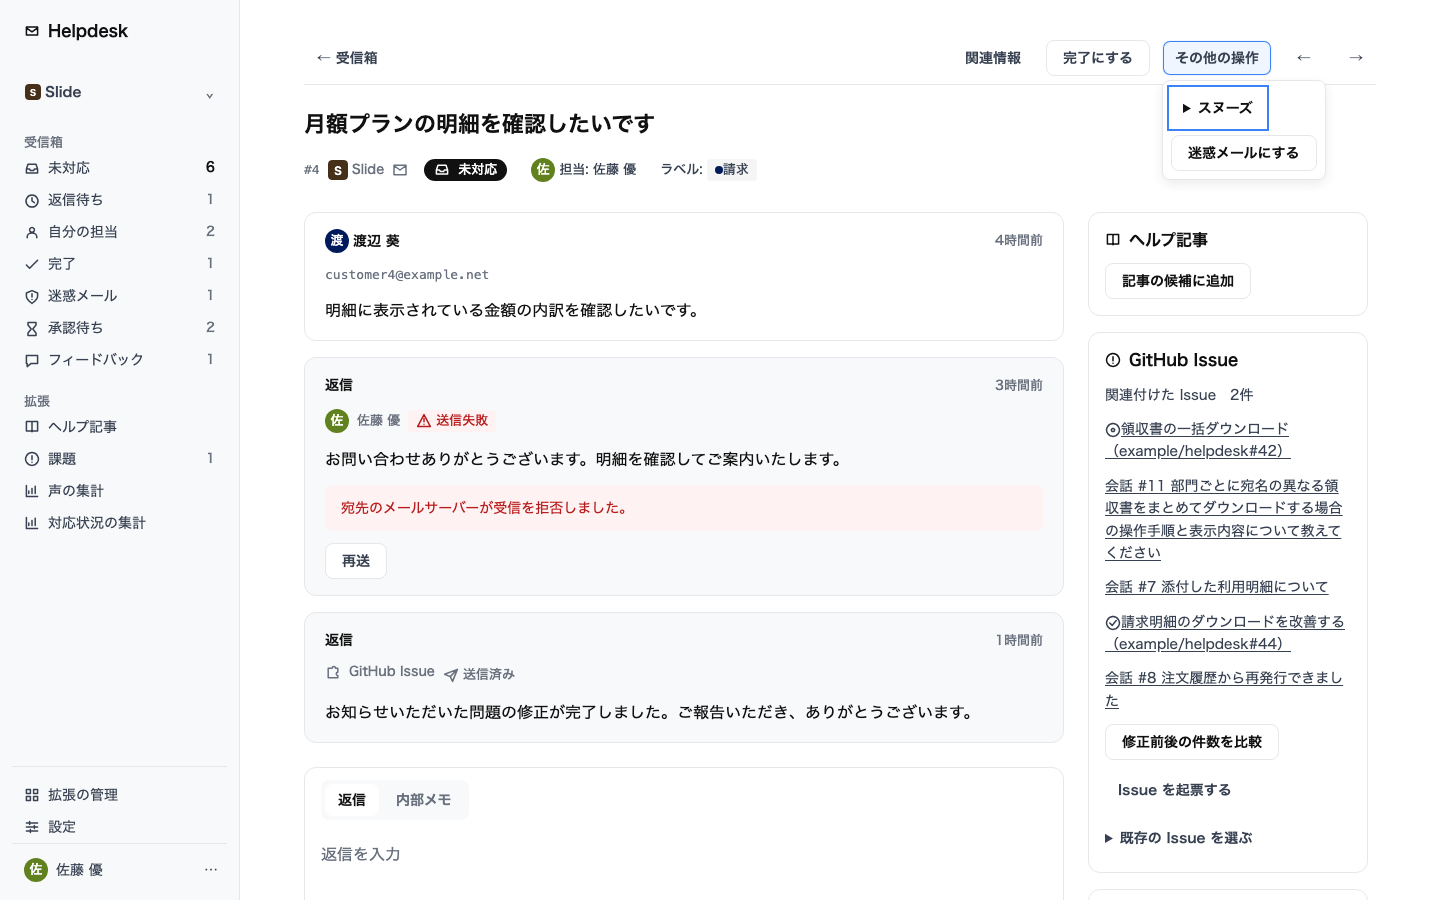 Helpdesk
S Slide
受信箱
未対応 6
返信待ち 1
自分の担当 2
完了 1
迷惑メール 1
承認待ち 2
フィードバック 1
拡張
ヘルプ記事
課題 1
声の集計
対応状況の集計
拡張の管理
設定
佐 佐藤 優 …
← 受信箱
関連情報
完了にする
その他の操作
← →
▶ スヌーズ
迷惑メールにする
月額プランの明細を確認したいです
#4 S Slide 未対応 佐 担当: 佐藤 優 ラベル: 請求
渡 渡辺 葵 4時間前
customer4@example.net
明細に表示されている金額の内訳を確認したいです。
返信 3時間前
佐 佐藤 優 送信失敗
お問い合わせありがとうございます。明細を確認してご案内いたします。
宛先のメールサーバーが受信を拒否しました。
再送
返信 1時間前
GitHub Issue 送信済み
お知らせいただいた問題の修正が完了しました。ご報告いただき、ありがとうございます。
返信 内部メモ
返信を入力
ヘルプ記事
記事の候補に追加
GitHub Issue
関連付けた Issue 2件
領収書の一括ダウンロード
（example/helpdesk#42）
会話 #11 部門ごとに宛名の異なる領
収書をまとめてダウンロードする場合
の操作手順と表示内容について教えて
ください
会話 #7 添付した利用明細について
請求明細のダウンロードを改善する
（example/helpdesk#44）
会話 #8 注文履歴から再発行できまし
た
修正前後の件数を比較
Issue を起票する
▶ 既存の Issue を選ぶ